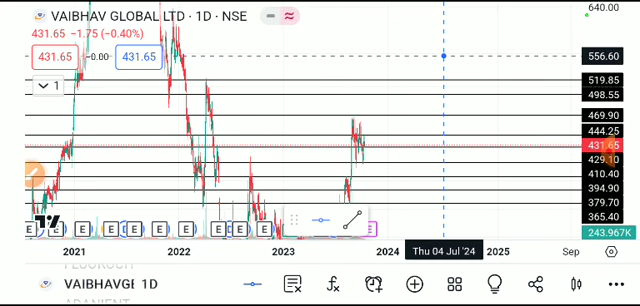 VAIBHAV GLOBAL LTD · 1D · NSE
640.00
431.65 −1.75 (−0.40%)
431.65 −0.00 431.65
556.60
1
519.85
498.55
469.90
444.25
431.65
429.10
410.40
394.90
379.70
365.40
243.967K
E E E E E E E E E
2021 2022 2023 2024 Thu 04 Jul '24 2025 Sep
VAIBHAVGL 1D
ADANIENT